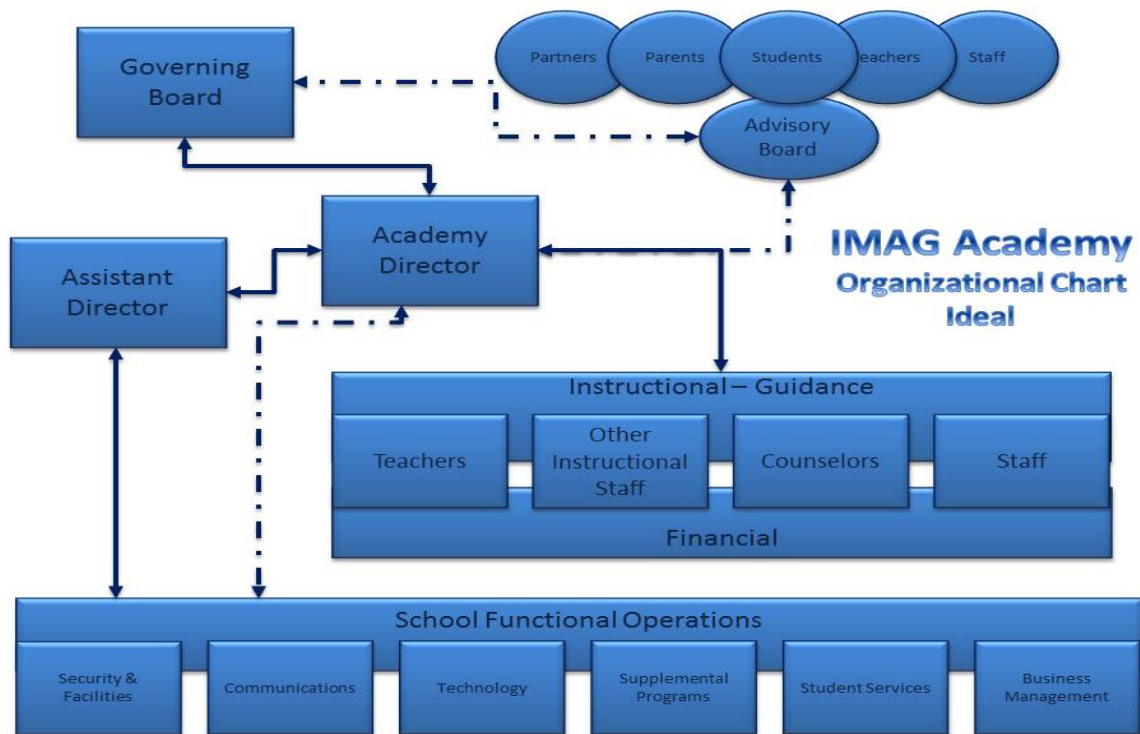 Governing
Board
Partners
Parents
Students
eachers
Staff
Advisory
Board
Academy
Director
Assistant
Director
IMAG Academy
Organizational Chart
Ideal
Instructional – Guidance
Teachers
Other
Instructional
Staff
Counselors
Staff
Financial
School Functional Operations
Security &
Facilities
Communications
Technology
Supplemental
Programs
Student Services
Business
Management